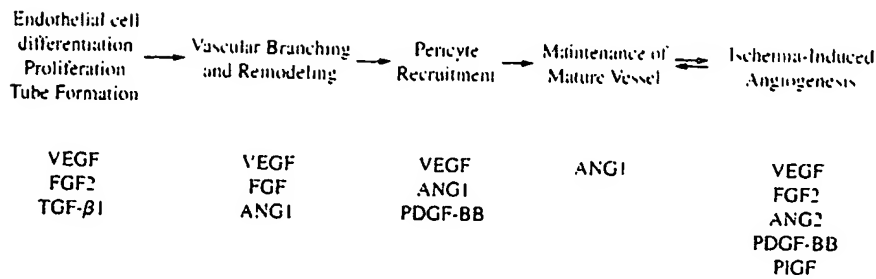 Endothelial cell
differentiation
Proliferation
Tube Formation
Vascular Branching
and Remodeling
Pericyte
Recruitment
Maintenance of
Mature Vessel
Ischemia-Induced
Angiogenesis
VEGF
FGF2
TGF-β1
VEGF
FGF
ANG1
VEGF
ANG1
PDGF-BB
ANG1
VEGF
FGF2
ANG2
PDGF-BB
PlGF